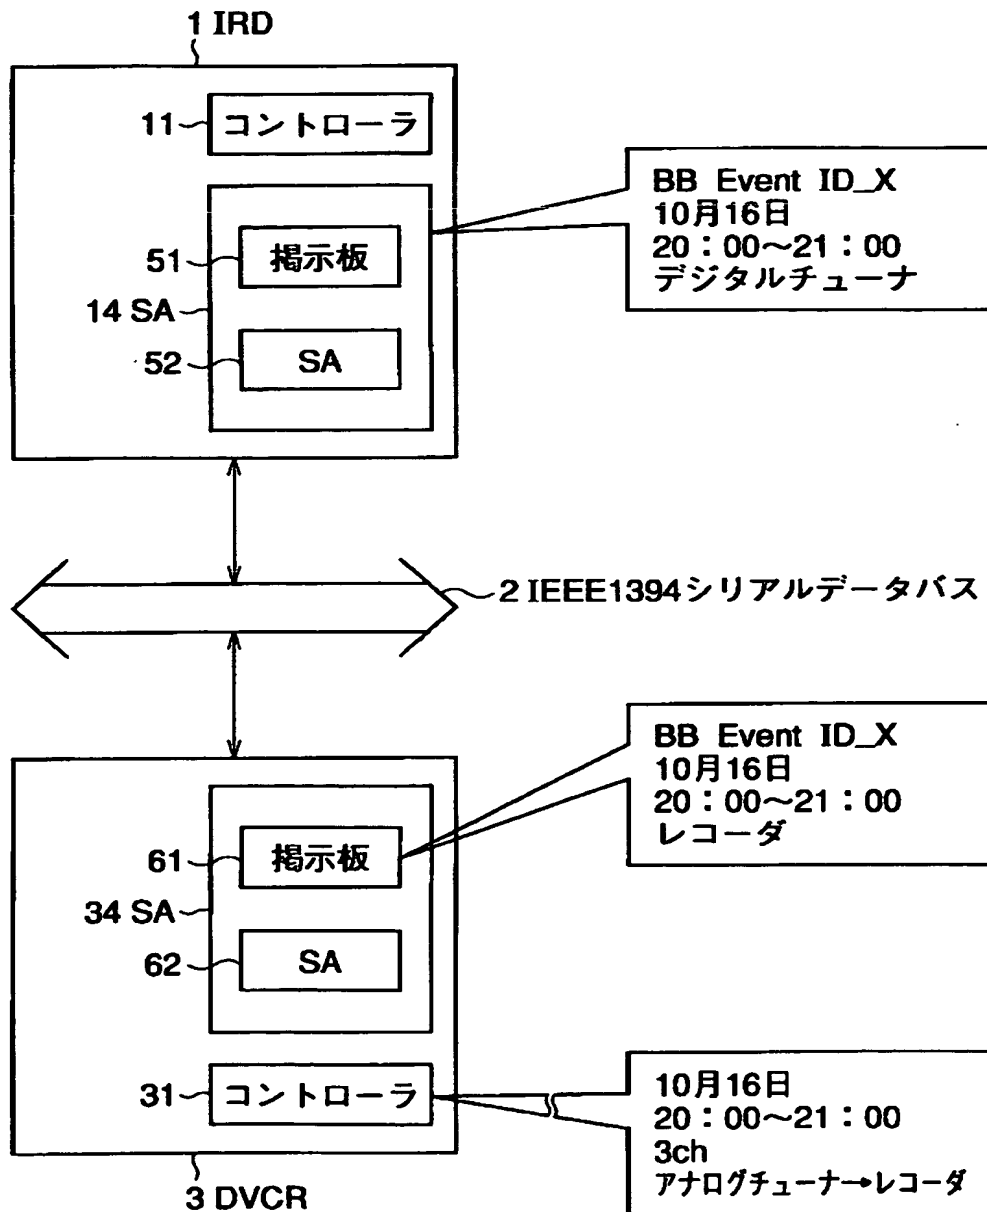 1 IRD
11
コントローラ
BB Event ID_X
10月16日
20：00～21：00
デジタルチューナ
51
掲示板
14 SA
52
SA
2 IEEE1394シリアルデータバス
BB Event ID_X
10月16日
20：00～21：00
レコーダ
61
掲示板
34 SA
62
SA
31
コントローラ
10月16日
20：00～21：00
3ch
アナログチューナ→レコーダ
3 DVCR